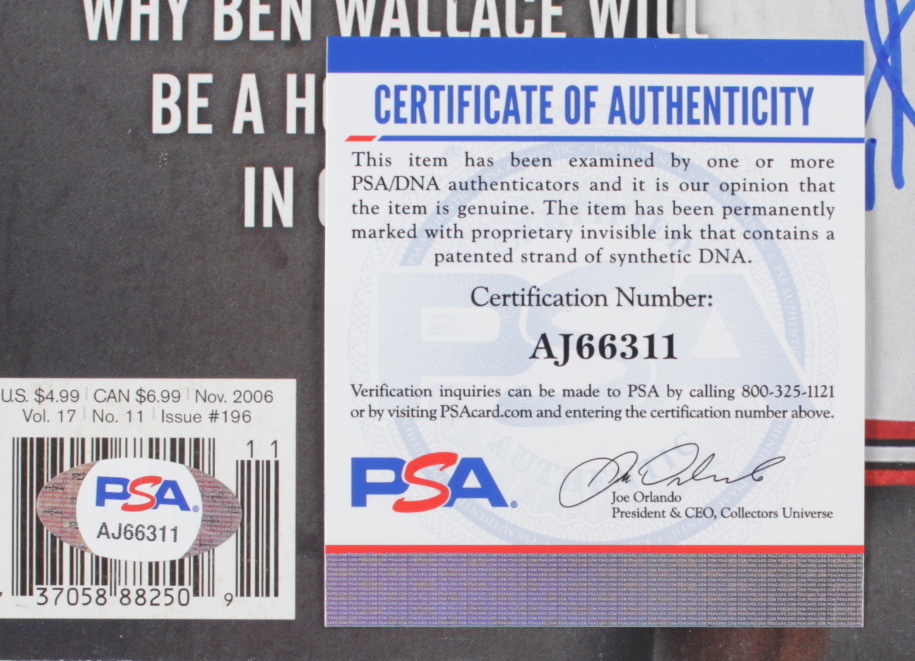 WHY BEN WALLACE WILL
BE A HO
IN C
CERTIFICATE OF AUTHENTICITY
This item has been examined by one or more
PSA/DNA authenticators and it is our opinion that
the item is genuine. The item has been permanently
marked with proprietary invisible ink that contains a
patented strand of synthetic DNA.
Certification Number:
AJ66311
Verification inquiries can be made to PSA by calling 800-325-1121
or by visiting PSAcard.com and entering the certification number above.
PSA.
Joe Orlando
President & CEO, Collectors Universe
U.S. $4.99 | CAN $6.99 | Nov. 2006
Vol. 17 | No. 11 | Issue #196
11
PSA.
AJ66311
37058 88250 9